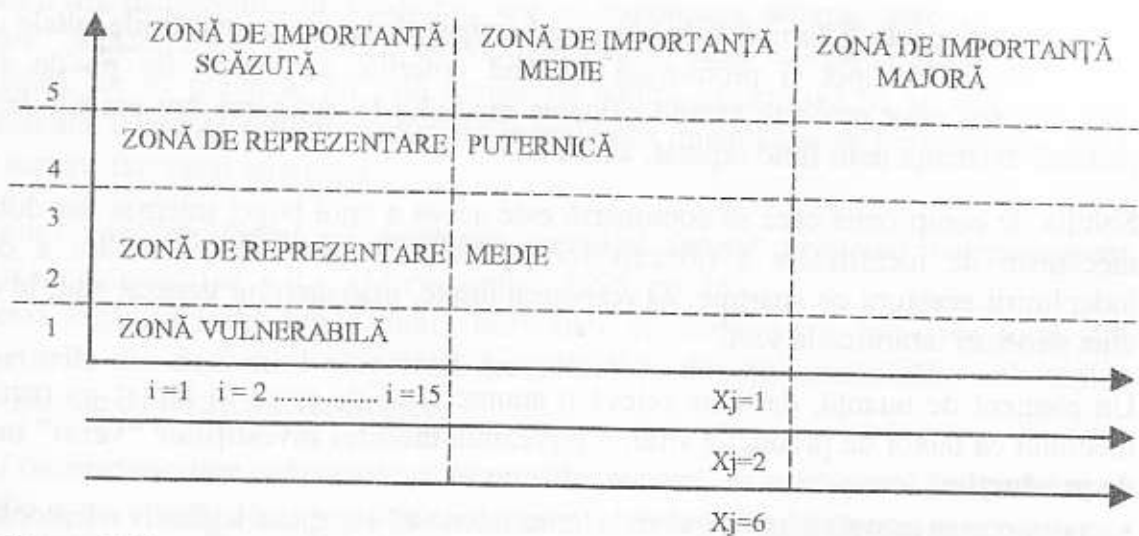 ZONĂ DE IMPORTANȚĂ SCĂZUTĂ
ZONĂ DE IMPORTANȚĂ MEDIE
ZONĂ DE IMPORTANȚĂ MAJORĂ
5
ZONĂ DE REPREZENTARE PUTERNICĂ
4
3
ZONĂ DE REPREZENTARE MEDIE
2
1 ZONĂ VULNERABILĂ
i =1 i = 2 .................. i =15 Xj=1
Xj=2
Xj=6